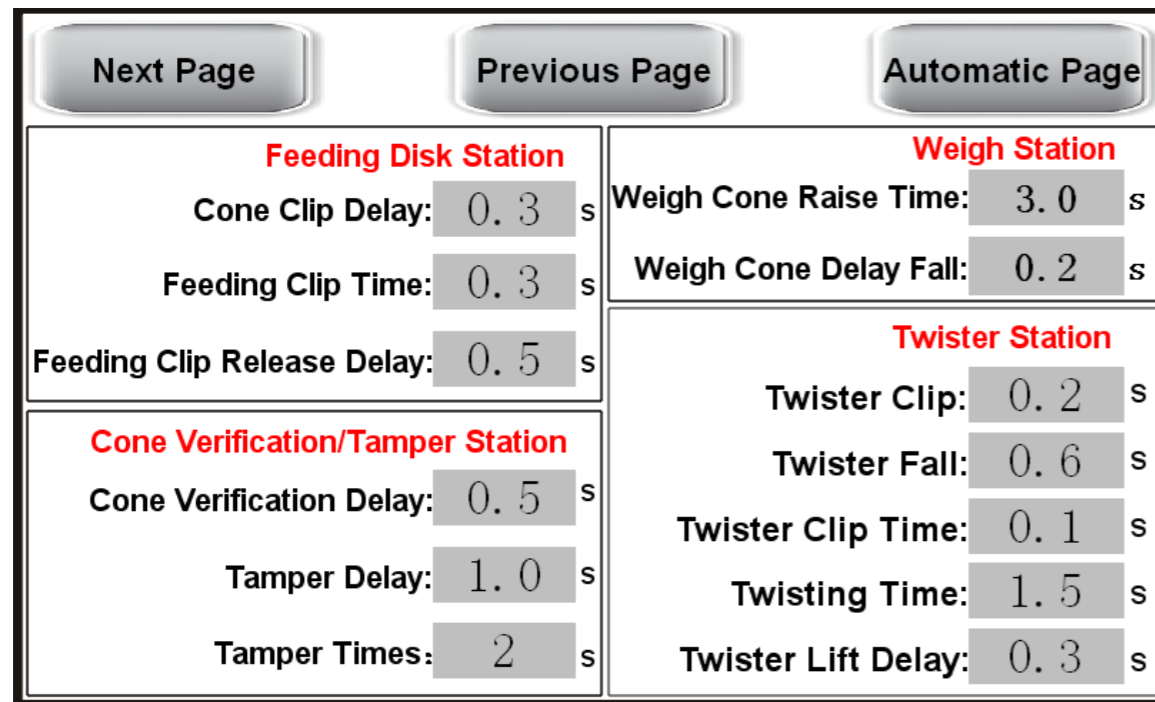 Next Page Previous Page Automatic Page
Feeding Disk Station
Cone Clip Delay: 0.3 s
Feeding Clip Time: 0.3 s
Feeding Clip Release Delay: 0.5 s
Cone Verification/Tamper Station
Cone Verification Delay: 0.5 s
Tamper Delay: 1.0 s
Tamper Times: 2 s
Weigh Station
Weigh Cone Raise Time: 3.0 s
Weigh Cone Delay Fall: 0.2 s
Twister Station
Twister Clip: 0.2 s
Twister Fall: 0.6 s
Twister Clip Time: 0.1 s
Twisting Time: 1.5 s
Twister Lift Delay: 0.3 s